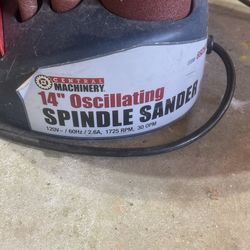 CENTRAL
MACHINERY
14" Oscillating
SPINDLE SANDER
120V~ / 60Hz / 2.6A, 1725 RPM, 30 OPM